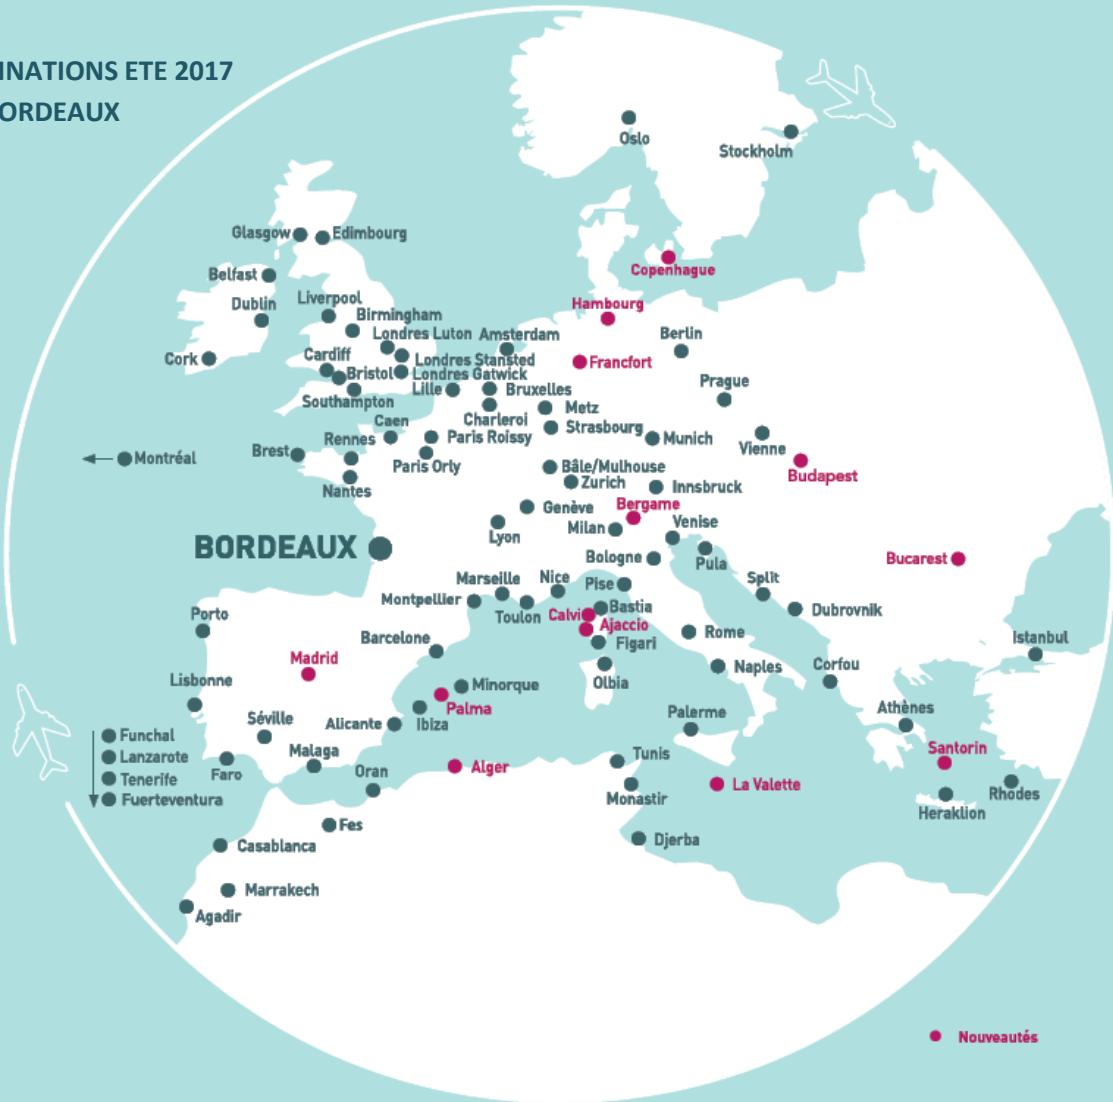 INATIONS ETE 2017
ORDEAUX
Oslo
Stockholm
Glasgow
Edimbourg
Belfast
Copenhague
Dublin
Liverpool
Hambourg
Birmingham
Londres Luton
Amsterdam
Berlin
Cork
Cardiff
Londres Stansted
Francfort
Bristol
Londres Gatwick
Prague
Southampton
Lille
Bruxelles
Charleroi
Metz
Caen
Strasbourg
Munich
Vienne
Rennes
Paris Roissy
Brest
Montréal
Paris Orly
Bâle/Mulhouse
Budapest
Nantes
Zurich
Innsbruck
Genève
Bergame
Lyon
Milan
Venise
BORDEAUX
Bologne
Pula
Bucarest
Marseille
Nice
Pise
Split
Montpellier
Toulon
Calvi
Bastia
Dubrovnik
Porto
Ajaccio
Barcelone
Figari
Rome
Istanbul
Madrid
Naples
Corfou
Lisbonne
Minorque
Olbia
Palma
Séville
Alicante
Ibiza
Palerme
Athènes
Funchal
Lanzarote
Tenerife
Fuerteventura
Faro
Malaga
Oran
Alger
Tunis
Santorin
Monastir
La Valette
Rhodes
Heraklion
Fes
Casablanca
Djerba
Marrakech
Agadir
Nouveautés